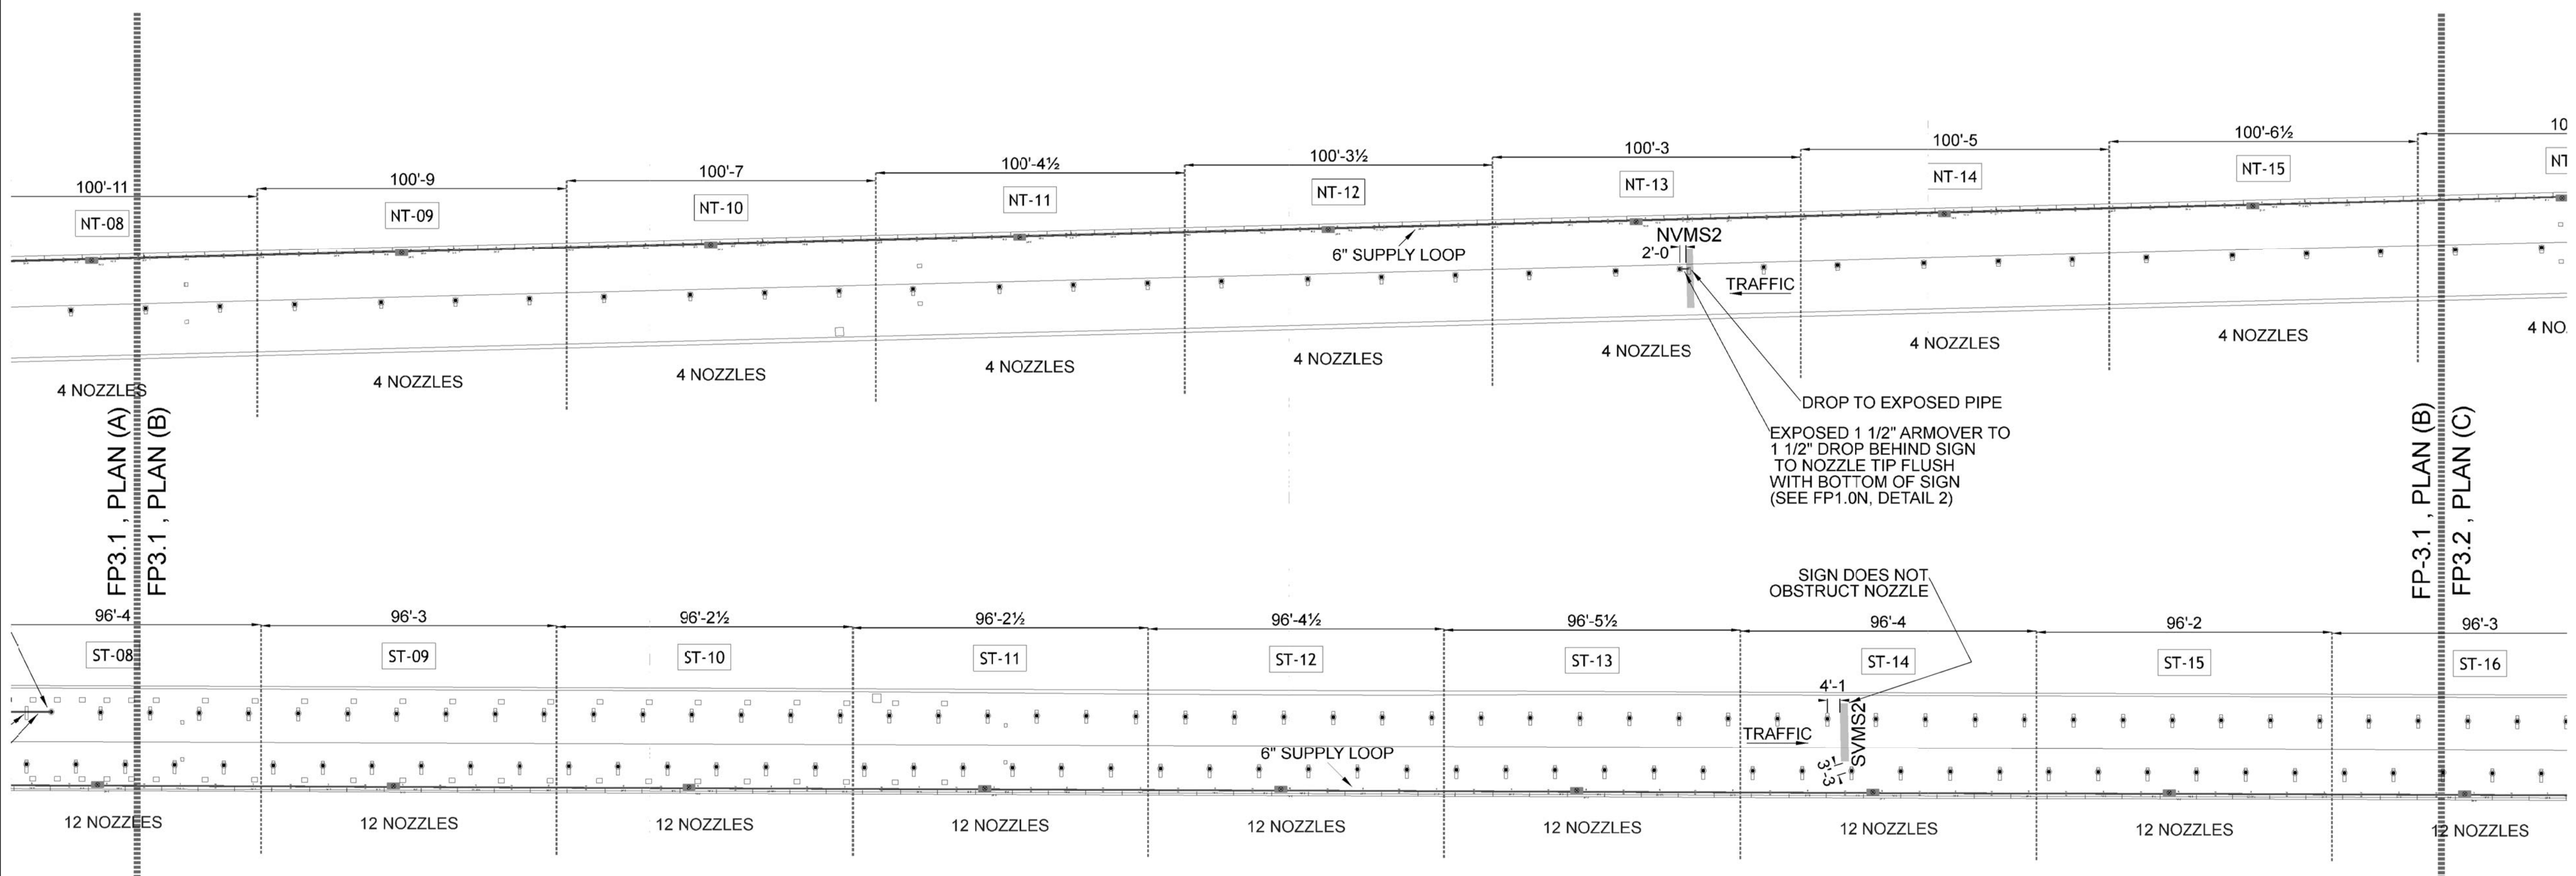 100'-11
100'-9
100'-7
100'-4½
100'-3½
100'-3
100'-5
100'-6½
10
NT-08
NT-09
NT-10
NT-11
NT-12
NT-13
NT-14
NT-15
NT
6" SUPPLY LOOP
NVMS2
2'-0
TRAFFIC
4 NOZZLES
4 NOZZLES
4 NOZZLES
4 NOZZLES
4 NOZZLES
4 NOZZLES
4 NOZZLES
4 NOZZLES
4 NO
DROP TO EXPOSED PIPE
EXPOSED 1 1/2" ARMOVER TO
1 1/2" DROP BEHIND SIGN
TO NOZZLE TIP FLUSH
WITH BOTTOM OF SIGN
(SEE FP1.0N, DETAIL 2)
FP3.1 , PLAN (A)
FP3.1 , PLAN (B)
FP-3.1 , PLAN (B)
FP3.2 , PLAN (C)
SIGN DOES NOT
OBSTRUCT NOZZLE
96'-4
96'-3
96'-2½
96'-2½
96'-4½
96'-5½
96'-4
96'-2
96'-3
ST-08
ST-09
ST-10
ST-11
ST-12
ST-13
ST-14
ST-15
ST-16
4'-1
SVMS2
TRAFFIC
3'-3
6" SUPPLY LOOP
12 NOZZLES
12 NOZZLES
12 NOZZLES
12 NOZZLES
12 NOZZLES
12 NOZZLES
12 NOZZLES
12 NOZZLES
12 NOZZLES